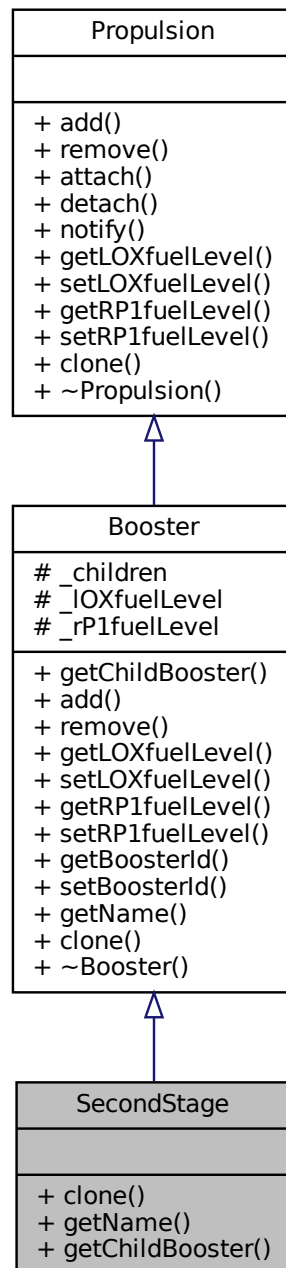 Propulsion
+ add()
+ remove()
+ attach()
+ detach()
+ notify()
+ getLOXfuelLevel()
+ setLOXfuelLevel()
+ getRP1fuelLevel()
+ setRP1fuelLevel()
+ clone()
+ ~Propulsion()
Booster
# _children
# _lOXfuelLevel
# _rP1fuelLevel
+ getChildBooster()
+ add()
+ remove()
+ getLOXfuelLevel()
+ setLOXfuelLevel()
+ getRP1fuelLevel()
+ setRP1fuelLevel()
+ getBoosterId()
+ setBoosterId()
+ getName()
+ clone()
+ ~Booster()
SecondStage
+ clone()
+ getName()
+ getChildBooster()